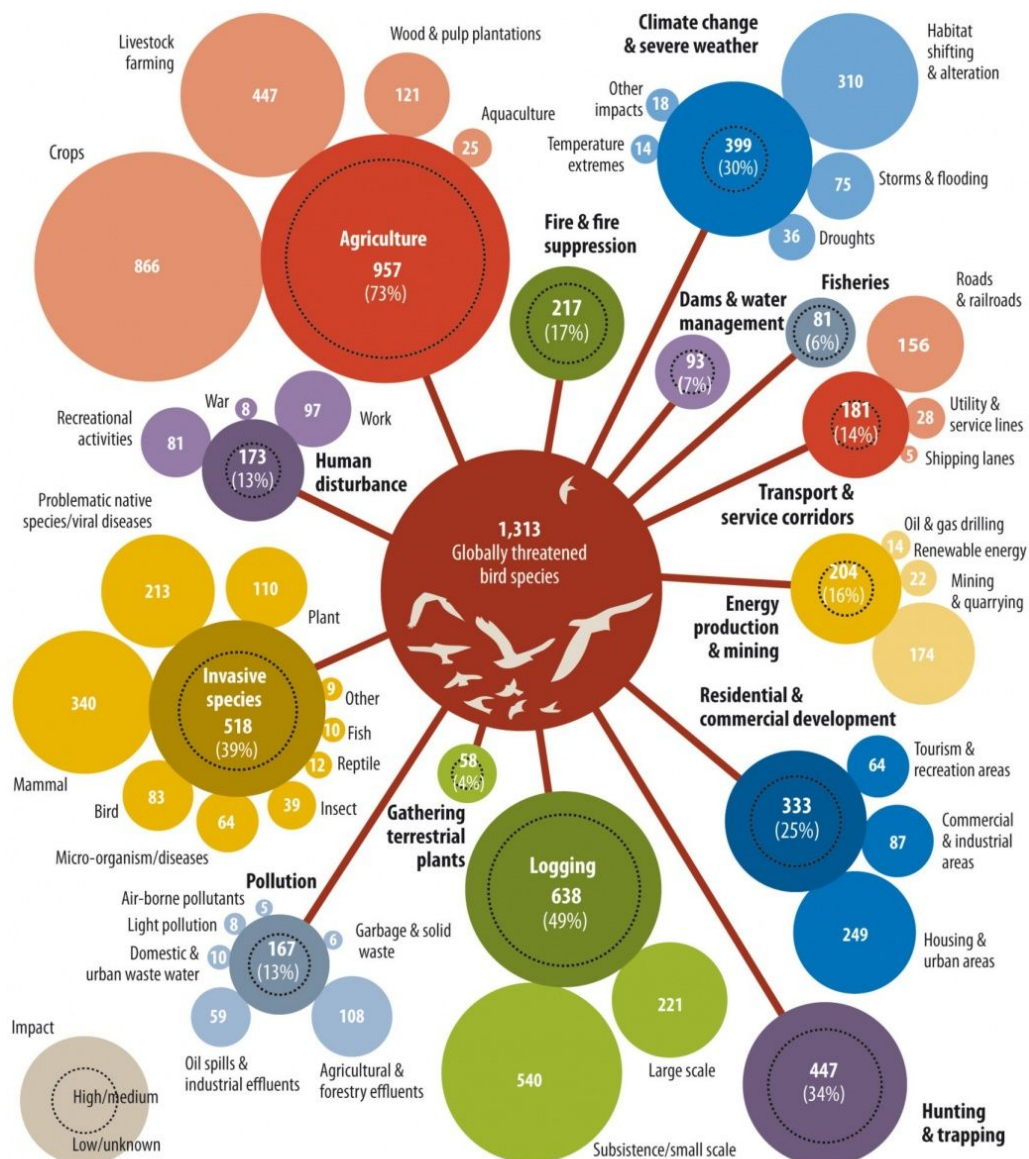 Livestock
farming
447
Wood & pulp plantations
121
Aquaculture
25
Crops
866
Agriculture
957
(73%)
Climate change
& severe weather
Habitat
shifting
& alteration
310
Other
impacts
18
Temperature
extremes
14
399
(30%)
75
Storms & flooding
36
Droughts
Fire & fire
suppression
217
(17%)
Dams & water
management
93
(7%)
Fisheries
81
(6%)
Roads
& railroads
156
181
(14%)
28
Utility &
service lines
5
Shipping lanes
Transport &
service corridors
Recreational
activities
81
War
8
97
Work
173
(13%)
Human
disturbance
1,313
Globally threatened
bird species
Oil & gas drilling
14
Renewable energy
22
Mining
& quarrying
174
204
(16%)
Energy
production
& mining
Problematic native
species/viral diseases
213
110
Plant
340
Mammal
Invasive
species
518
(39%)
9
Other
10
Fish
12
Reptile
39
Insect
83
Bird
64
Micro-organism/diseases
58
(4%)
Gathering
terrestrial
plants
Residential &
commercial development
333
(25%)
64
Tourism &
recreation areas
87
Commercial
& industrial
areas
249
Housing &
urban areas
Pollution
Air-borne pollutants
5
Light pollution
8
Domestic &
urban waste water
10
167
(13%)
6
Garbage & solid
waste
59
Oil spills &
industrial effluents
108
Agricultural &
forestry effluents
Logging
638
(49%)
221
Large scale
540
Subsistence/small scale
447
(34%)
Hunting
& trapping
Impact
High/medium
Low/unknown